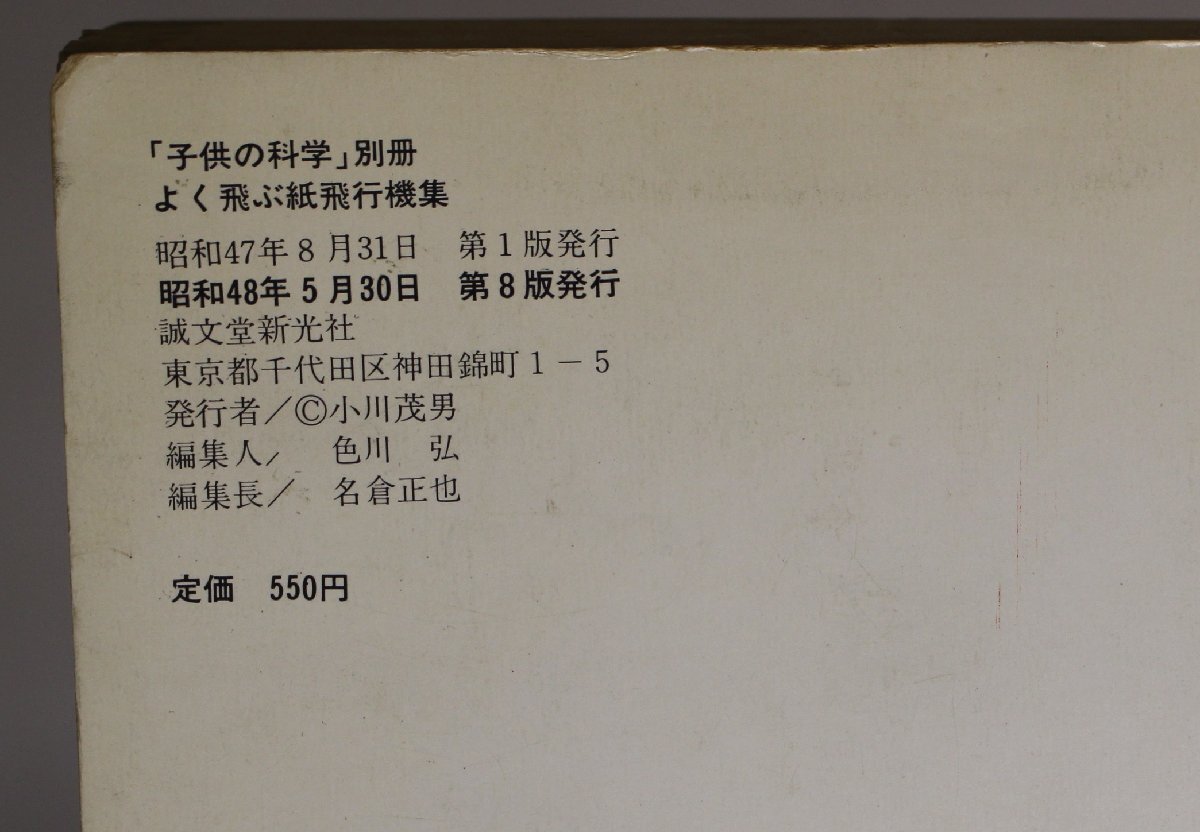 「子供の科学」別冊
よく飛ぶ紙飛行機集
昭和47年8月31日　第1版発行
昭和48年5月30日　第8版発行
誠文堂新光社
東京都千代田区神田錦町1－5
発行者／©小川茂男
編集人／　色川　弘
編集長／　名倉正也
定価　550円